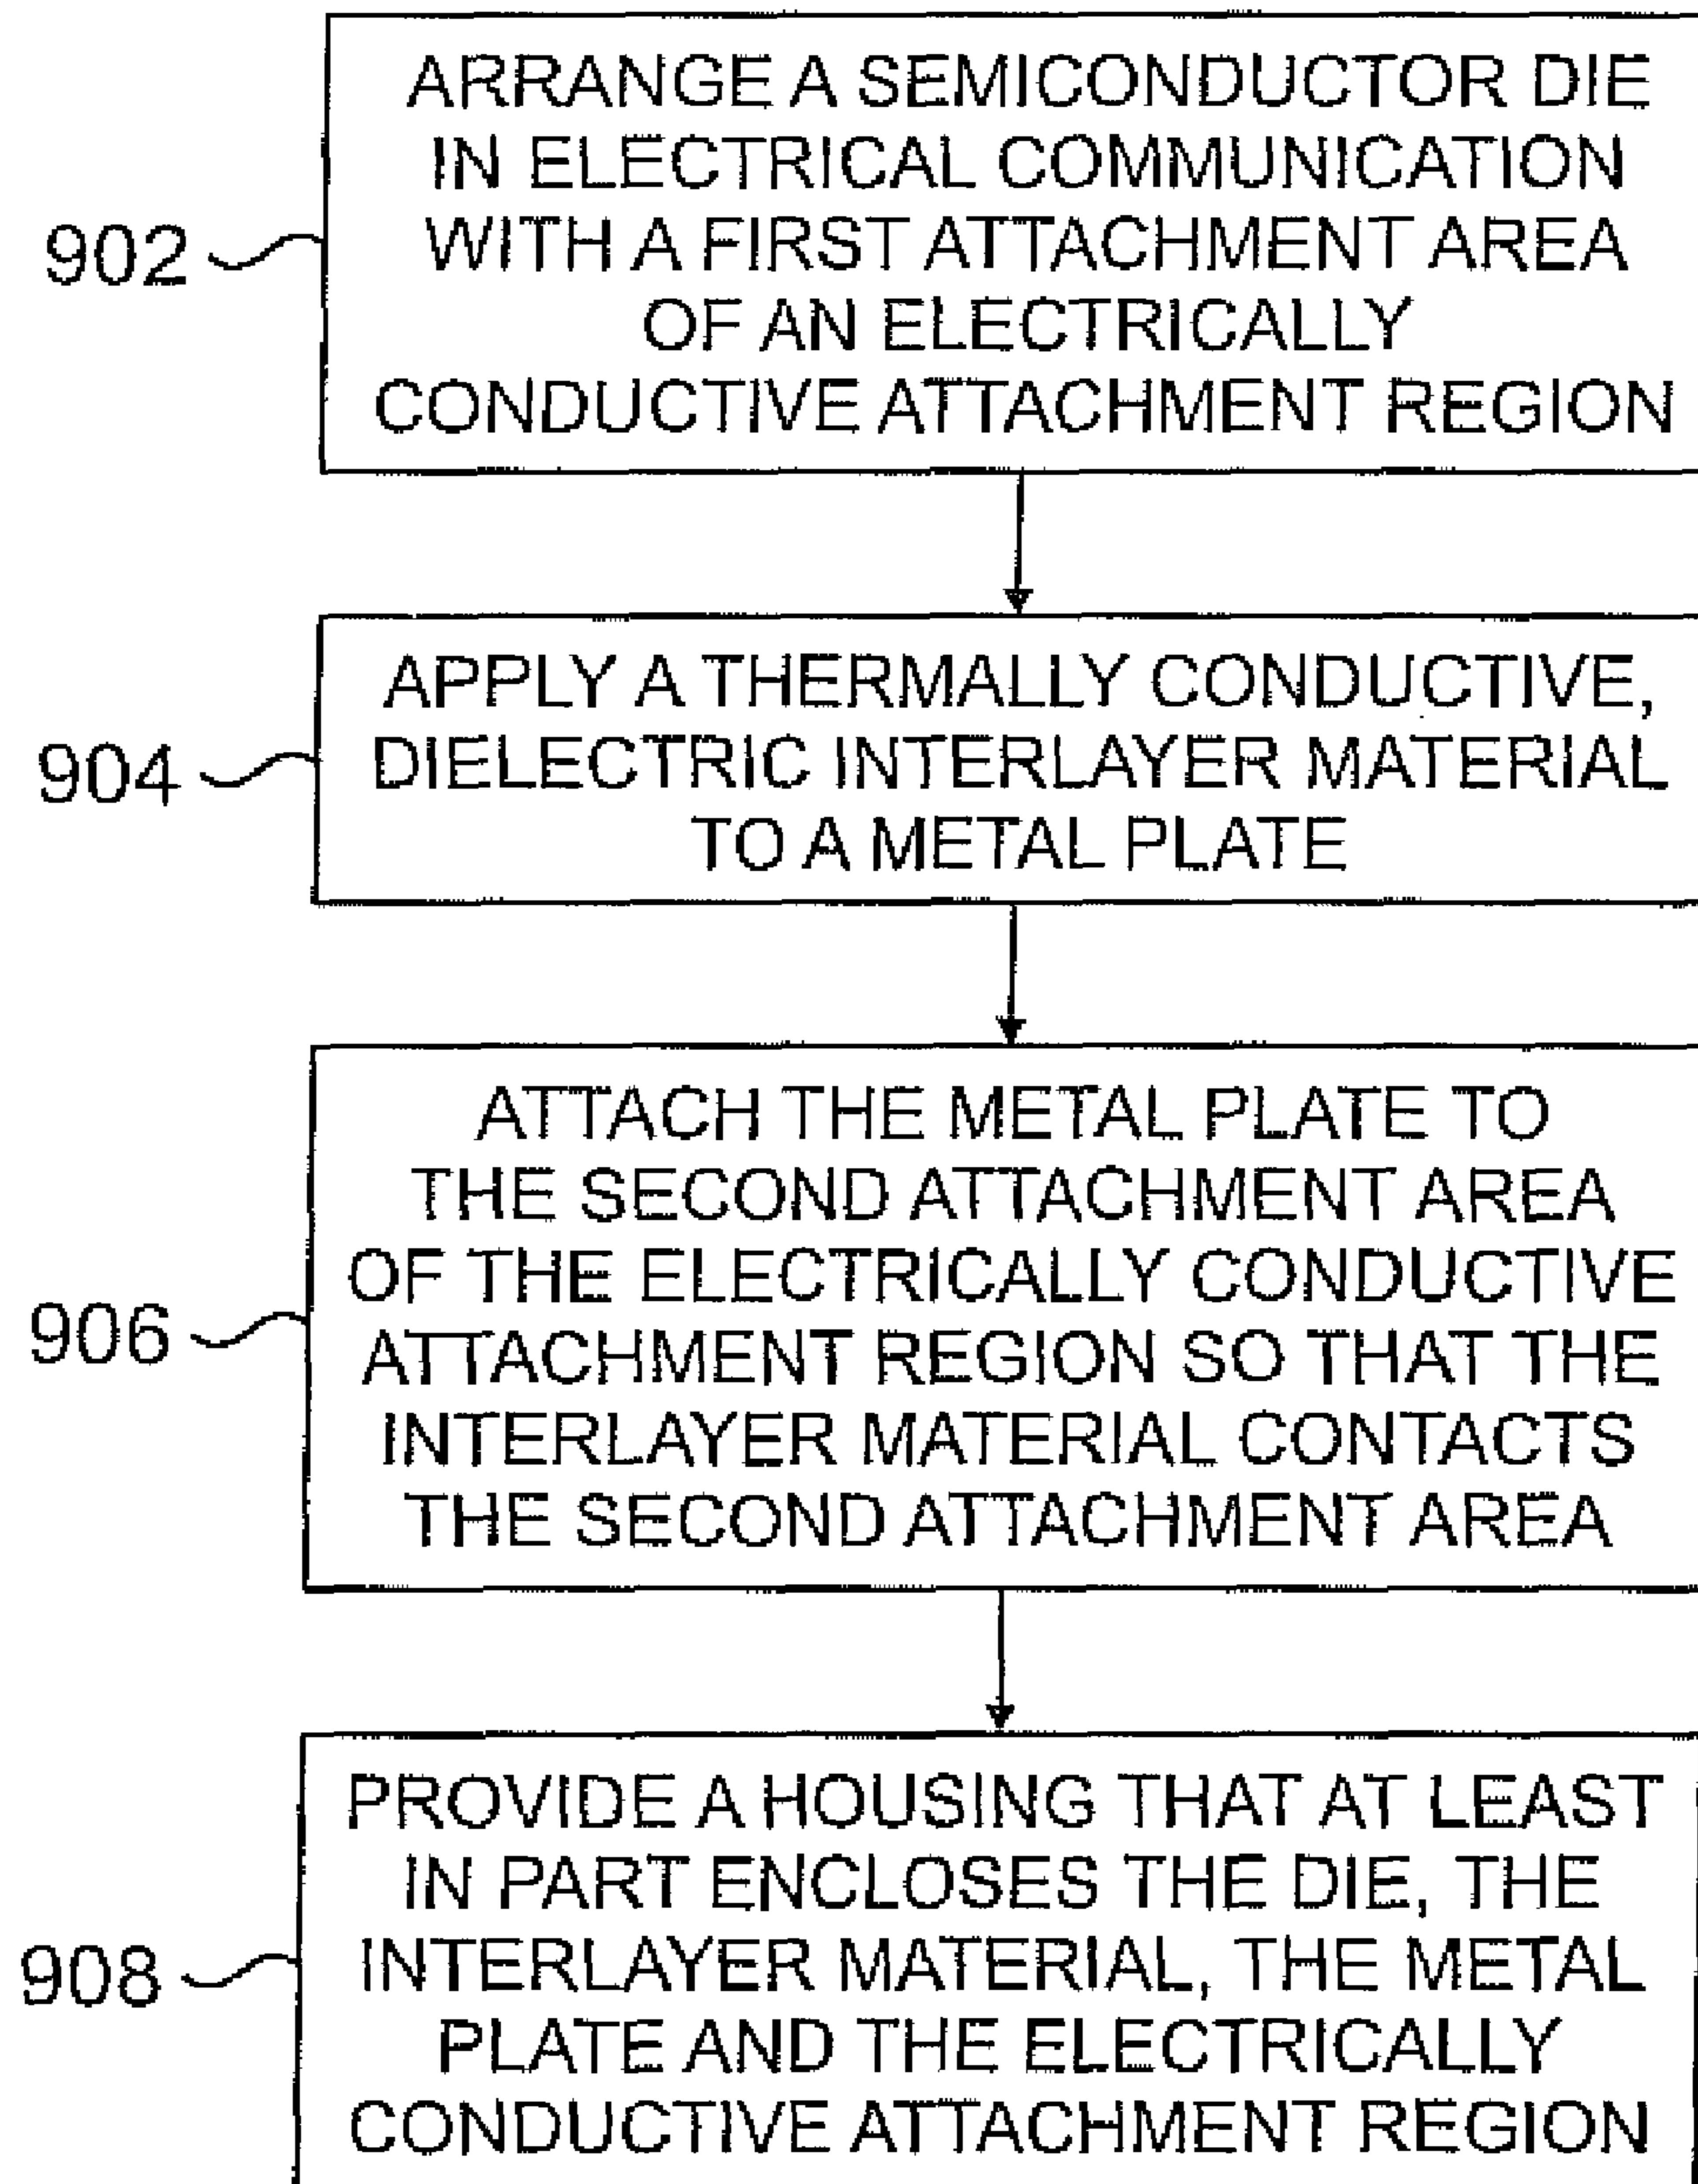 ARRANGE A SEMICONDUCTOR DIE
IN ELECTRICAL COMMUNICATION
902
WITH A FIRST ATTACHMENT AREA
OF AN ELECTRICALLY
CONDUCTIVE ATTACHMENT REGION
APPLY A THERMALLY CONDUCTIVE,
904
DIELECTRIC INTERLAYER MATERIAL
TO A METAL PLATE
ATTACH THE METAL PLATE TO
THE SECOND ATTACHMENT AREA
OF THE ELECTRICALLY CONDUCTIVE
906
ATTACHMENT REGION SO THAT THE
INTERLAYER MATERIAL CONTACTS
THE SECOND ATTACHMENT AREA
PROVIDE A HOUSING THAT AT LEAST
IN PART ENCLOSES THE DIE, THE
908
INTERLAYER MATERIAL, THE METAL
PLATE AND THE ELECTRICALLY
CONDUCTIVE ATTACHMENT REGION